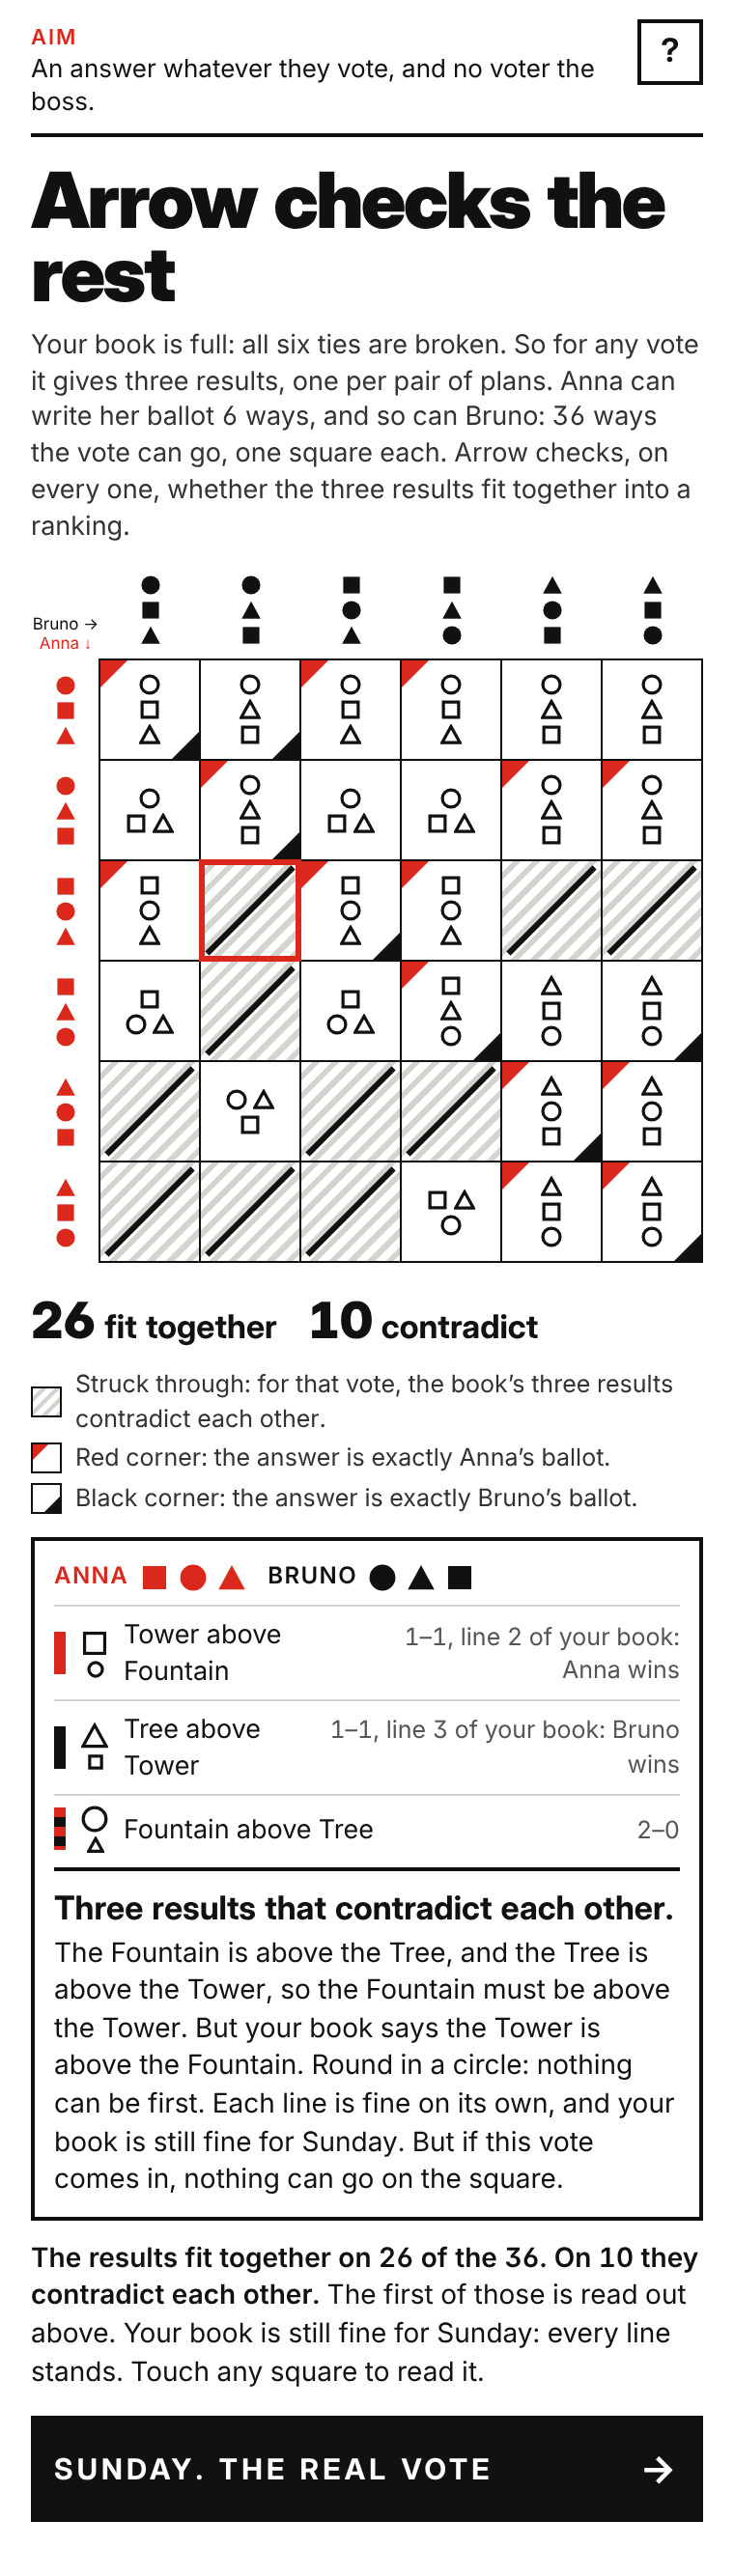 AIM
An answer whatever they vote, and no voter the
boss.
?
Arrow checks the
rest
Your book is full: all six ties are broken. So for any vote
it gives three results, one per pair of plans. Anna can
write her ballot 6 ways, and so can Bruno: 36 ways
the vote can go, one square each. Arrow checks, on
every one, whether the three results fit together into a
ranking.
Bruno →
Anna ↓
26 fit together 10 contradict
Struck through: for that vote, the book’s three results
contradict each other.
Red corner: the answer is exactly Anna’s ballot.
Black corner: the answer is exactly Bruno’s ballot.
ANNA BRUNO
Tower above
Fountain
1–1, line 2 of your book:
Anna wins
Tree above
Tower
1–1, line 3 of your book: Bruno
wins
Fountain above Tree
2–0
Three results that contradict each other.
The Fountain is above the Tree, and the Tree is
above the Tower, so the Fountain must be above
the Tower. But your book says the Tower is
above the Fountain. Round in a circle: nothing
can be first. Each line is fine on its own, and your
book is still fine for Sunday. But if this vote
comes in, nothing can go on the square.
The results fit together on 26 of the 36. On 10 they
contradict each other. The first of those is read out
above. Your book is still fine for Sunday: every line
stands. Touch any square to read it.
SUNDAY. THE REAL VOTE →